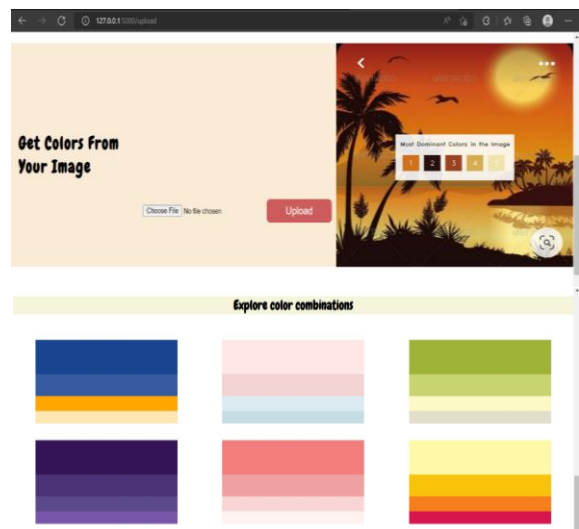 127.0.0.1:5000/upload
Get Colors From
Your Image
Choose File No file chosen
Upload
Most Dominant Colors in the Image
1 2 3 4
Explore color combinations